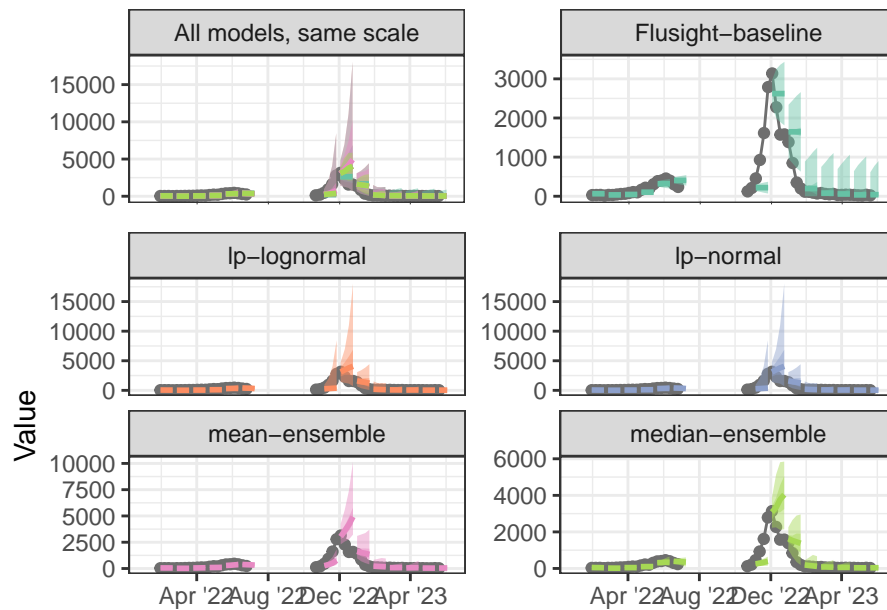 All models, same scale
Flusight−baseline
15000
10000
5000
0
3000
2000
1000
0
lp−lognormal
lp−normal
15000
10000
5000
0
15000
10000
5000
0
Value
mean−ensemble
median−ensemble
10000
7500
5000
2500
0
6000
4000
2000
0
Apr '22 Aug '22 Dec '22 Apr '23
Apr '22 Aug '22 Dec '22 Apr '23